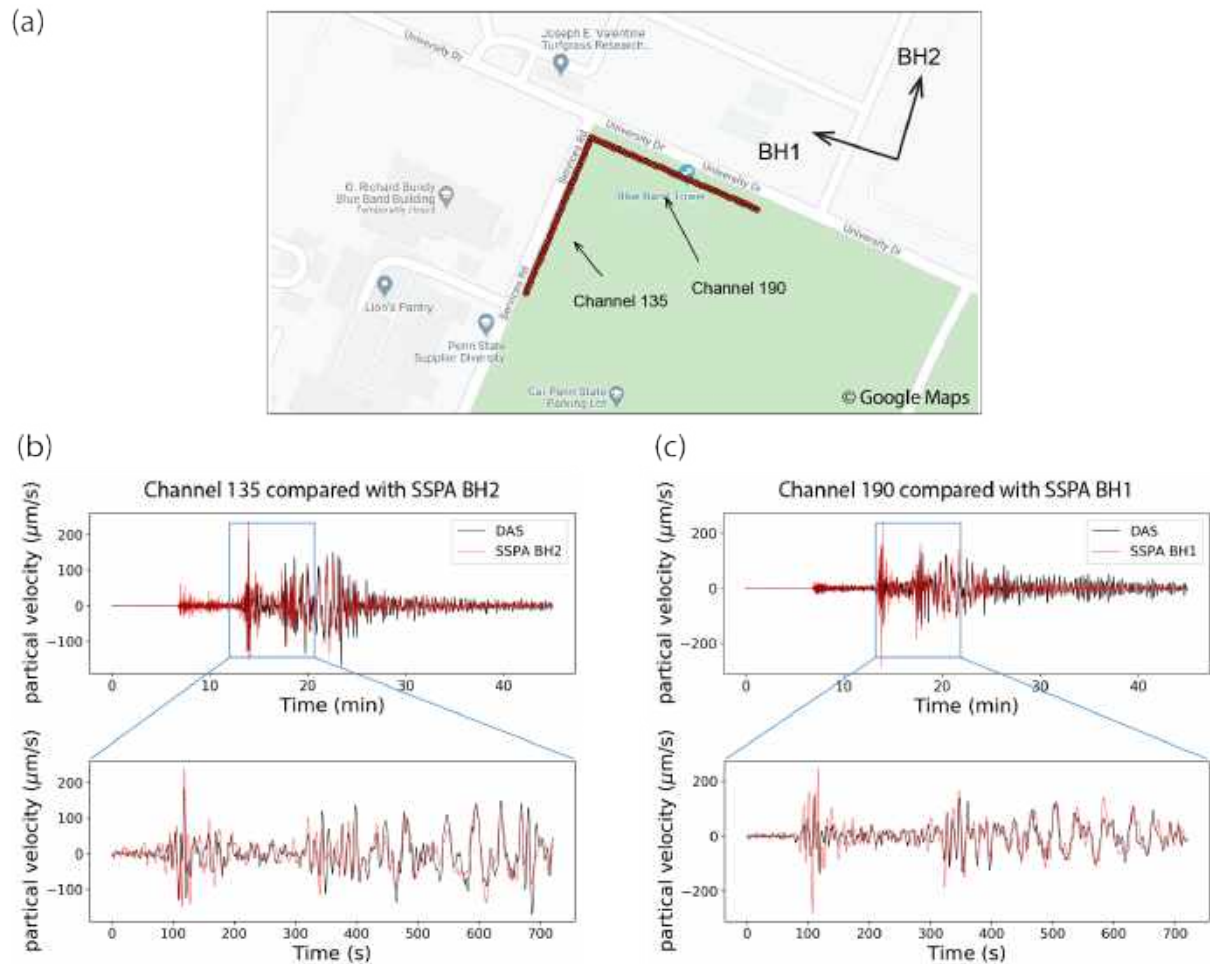 (a)
Joseph E. Valentine
Turfgrass Research...
University Dr
BH2
BH1
University Dr
University Dr
Services Rd
Blue Band Tower
O. Richard Bundy
Blue Band Building
Temporarily closed
Channel 190
Channel 135
Lion's Pantry
Services Rd
University Dr
Penn State
Supplier Diversity
Penn State
Parking Lot
© Google Maps
(b)
Channel 135 compared with SSPA BH2
partical velocity (μm/s)
200
100
0
−100
DAS
SSPA BH2
0
10
20
30
40
Time (min)
partical velocity (μm/s)
200
100
0
−100
0
100
200
300
400
500
600
700
Time (s)
(c)
Channel 190 compared with SSPA BH1
partical velocity (μm/s)
200
0
−200
DAS
SSPA BH1
0
10
20
30
40
Time (min)
partical velocity (μm/s)
200
0
−200
0
100
200
300
400
500
600
700
Time (s)